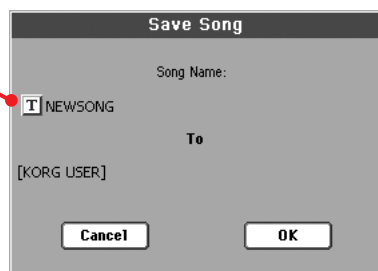 Save Song
Song Name:
T NEWSONG
To
[KORG USER]
Cancel OK